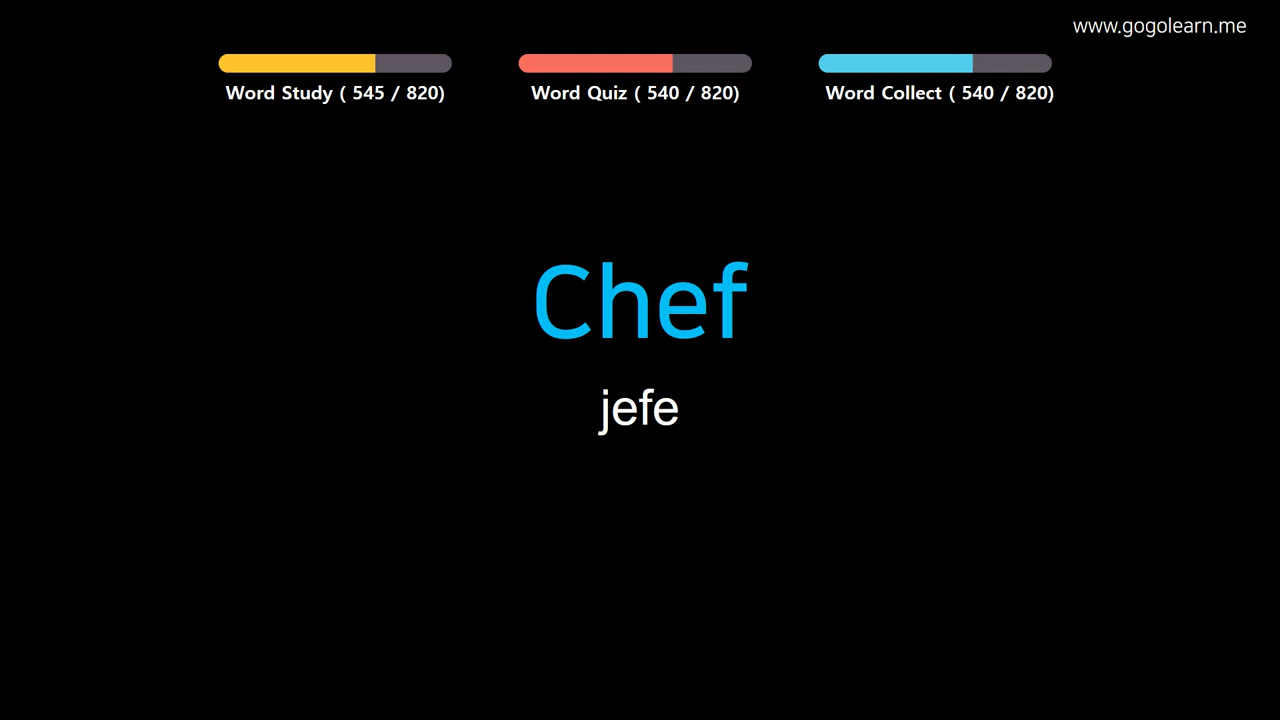 www.gogolearn.me
Word Study ( 545 / 820)
Word Quiz ( 540 / 820)
Word Collect ( 540 / 820)
Chef
jefe